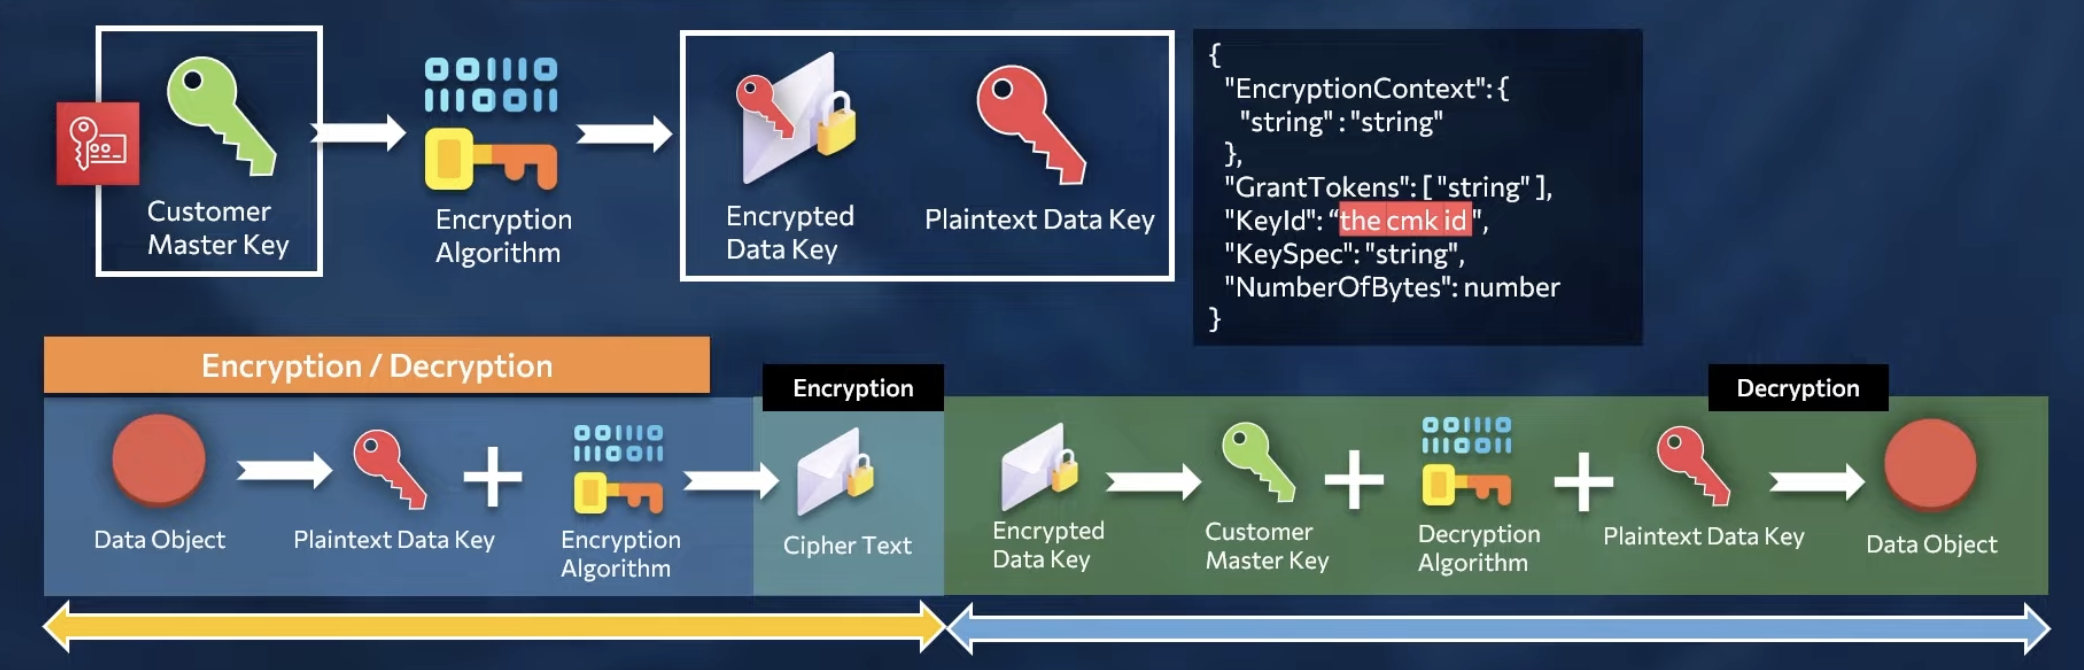 Customer
Master Key
Encryption
Algorithm
Encrypted
Data Key
Plaintext Data Key
{
"EncryptionContext": {
"string" : "string"
},
"GrantTokens": [ "string" ],
"KeyId": “the cmk id ",
"KeySpec": "string",
"NumberOfBytes": number
}
Encryption / Decryption
Encryption
Decryption
Data Object
Plaintext Data Key
Encryption
Algorithm
Cipher Text
Encrypted
Data Key
Customer
Master Key
Decryption
Algorithm
Plaintext Data Key
Data Object